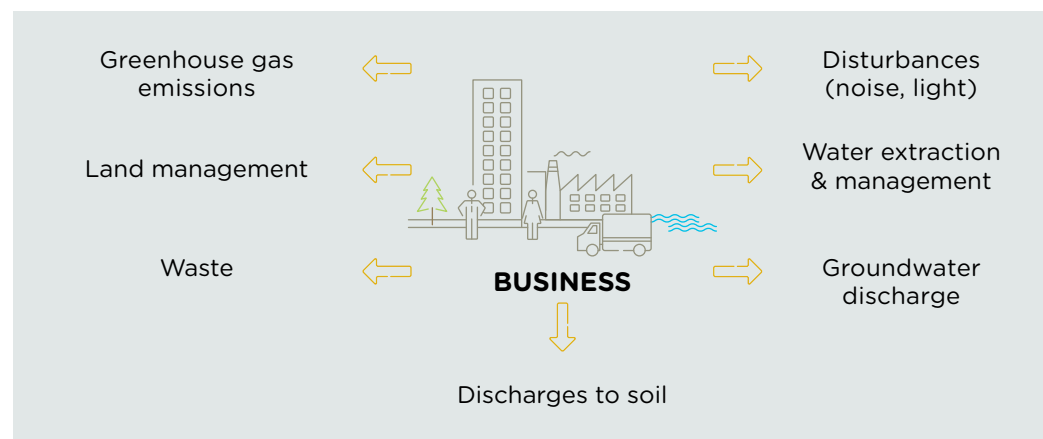 Greenhouse gas
emissions
Land management
Waste
Disturbances
(noise, light)
Water extraction
& management
Groundwater
discharge
BUSINESS
Discharges to soil